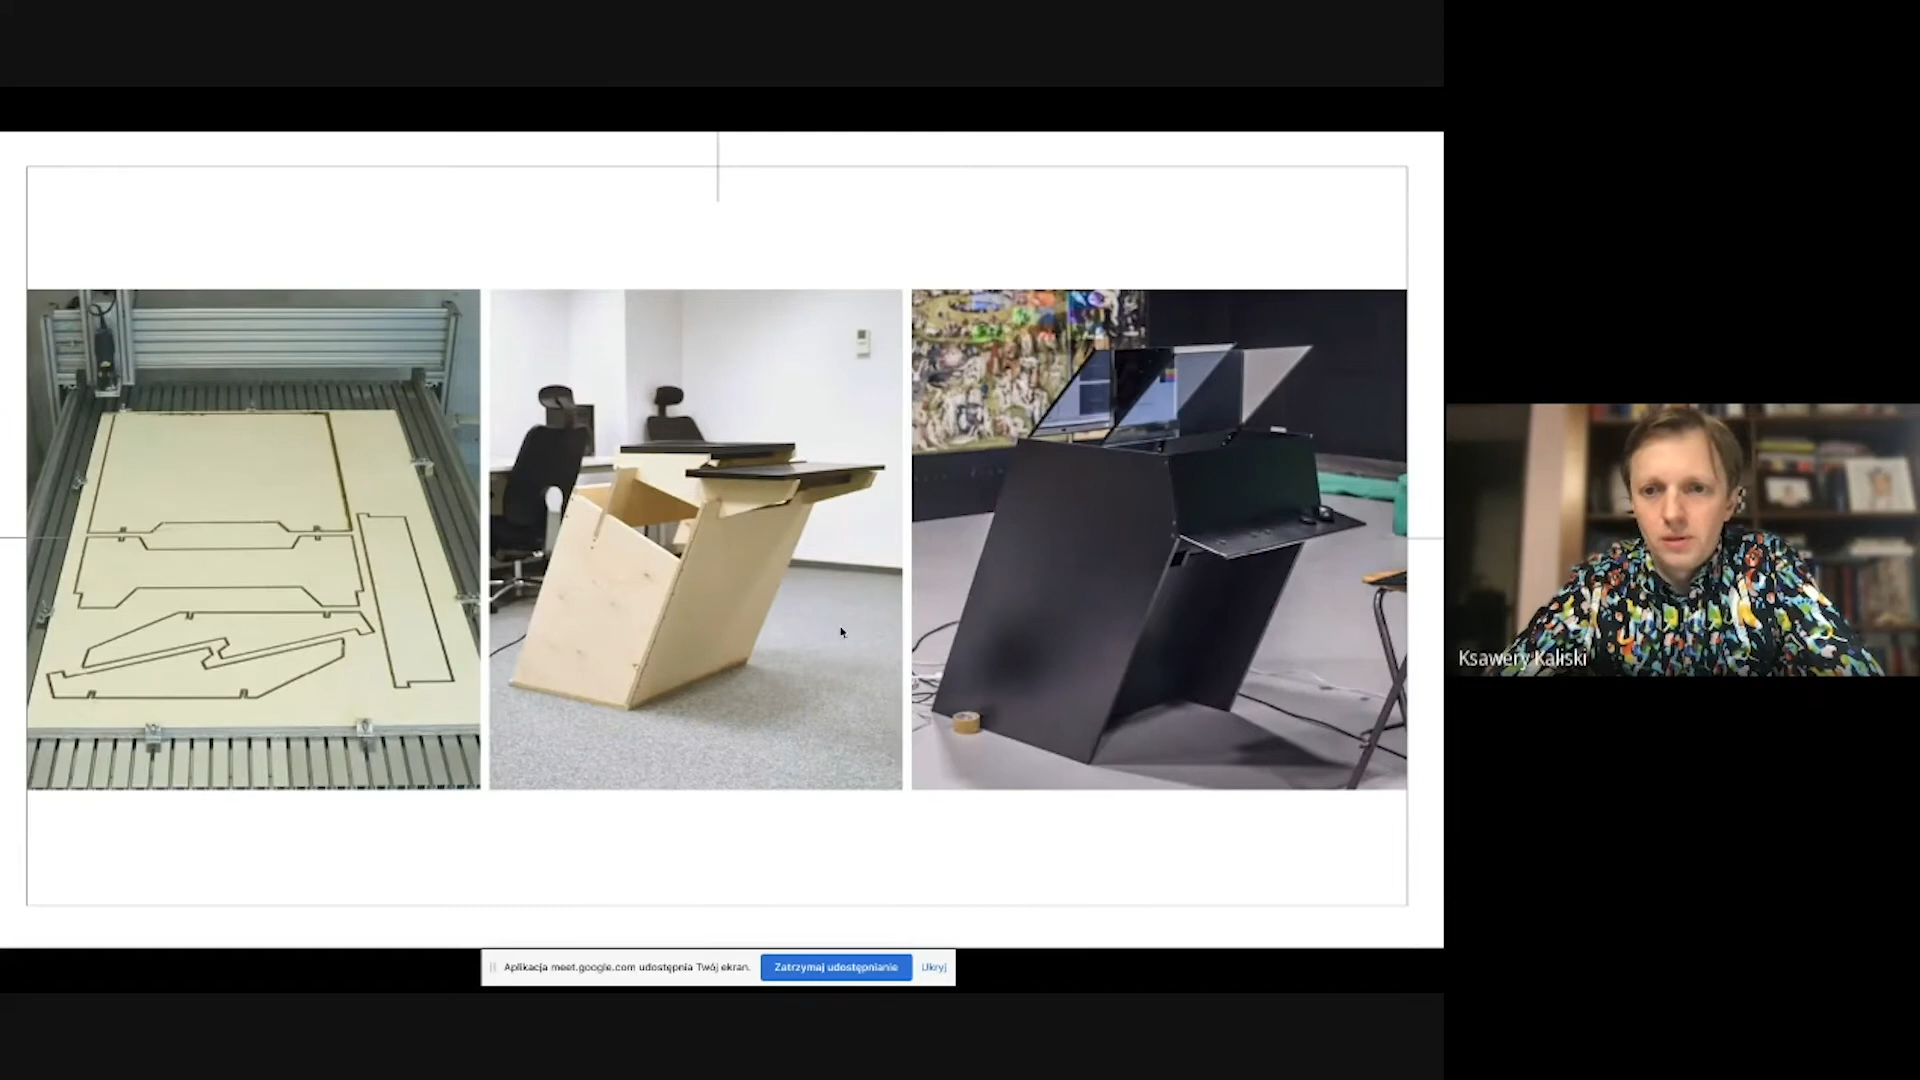 Ksawery Kaliski
Aplikacja meet.google.com udostępnia Twój ekran.
Zatrzymaj udostępnianie
Ukryj